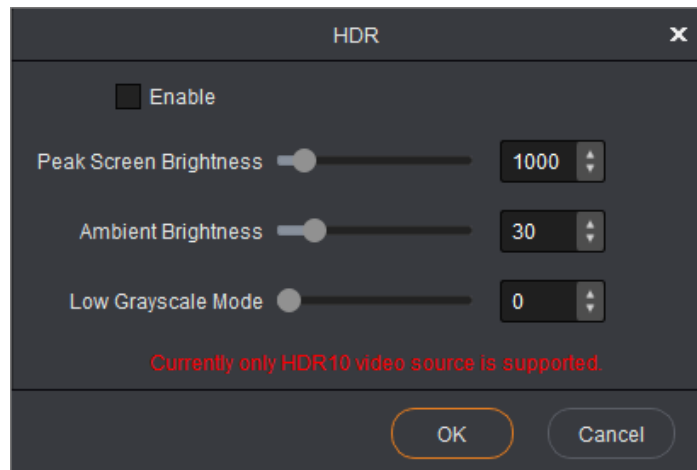 HDR
Enable
Peak Screen Brightness 1000
Ambient Brightness 30
Low Grayscale Mode 0
Currently only HDR10 video source is supported.
OK Cancel